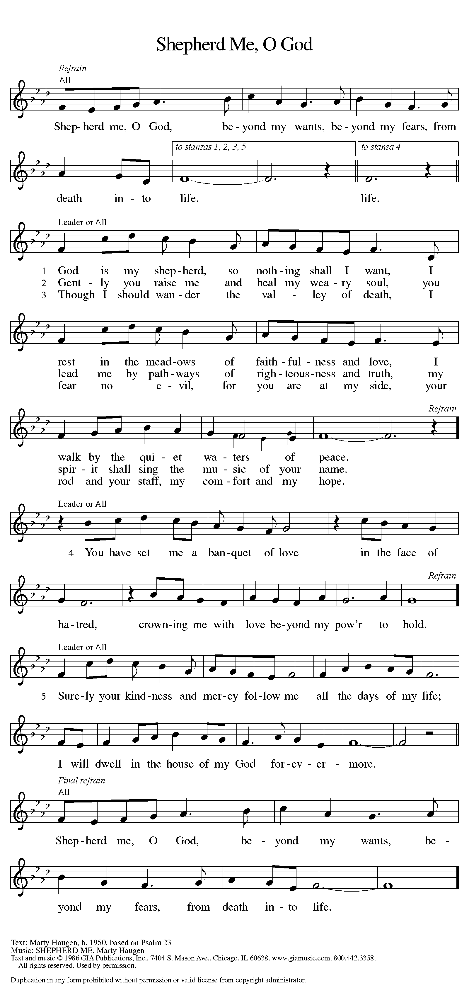 Shepherd Me, O God
Refrain
All
Shep- herd me, O God, be - yond my wants, be - yond my fears, from
to stanzas 1, 2, 3, 5 to stanza 4
death in - to life. life.
Leader or All
1 God is my shep - herd, so noth - ing shall I want, I
2 Gent - ly you raise me and heal my wea - ry soul, you
3 Though I should wan - der the val - ley of death, I
rest in the mead - ows of faith - ful - ness and love, I
lead me by path - ways of righ - teous - ness and truth, my
fear no e - vil, for you are at my side, your
Refrain
walk by the qui - et wa - ters of peace.
spir - it shall sing the mu - sic of your name.
rod and your staff, my com - fort and my hope.
Leader or All
4 You have set me a ban - quet of love in the face of
Refrain
ha - tred, crown - ing me with love be - yond my pow'r to hold.
Leader or All
5 Sure - ly your kind - ness and mer - cy fol - low me all the days of my life;
I will dwell in the house of my God for - ev - er - more.
Final refrain
All
Shep - herd me, O God, be - yond my wants, be -
yond my fears, from death in - to life.
Text: Marty Haugen, b. 1950, based on Psalm 23
Music: SHEPHERD ME, Marty Haugen
Text and music © 1986 GIA Publications, Inc., 7404 S. Mason Ave., Chicago, IL 60638. www.giamusic.com. 800.442.3358.
All rights reserved. Used by permission.
Duplication in any form prohibited without permission or valid license from copyright administrator.